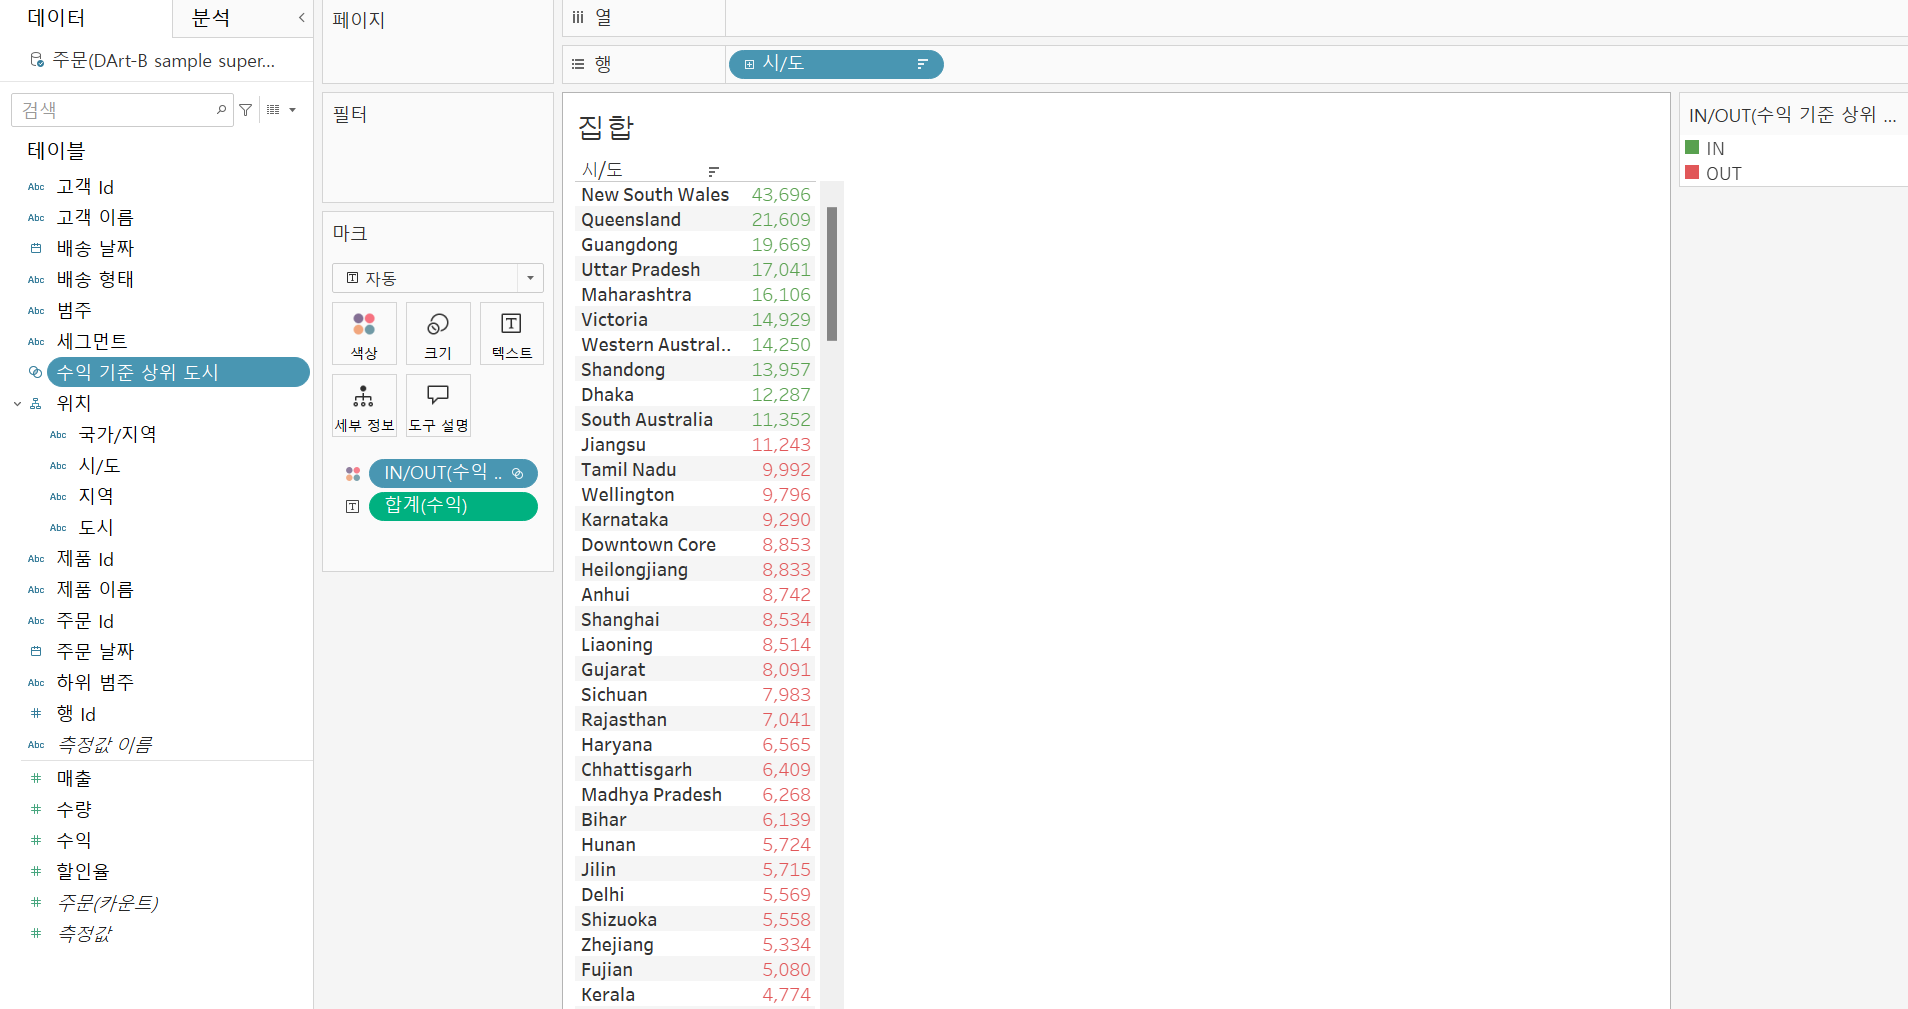 데이터
분석
주문(DArt-B sample super...
검색
테이블
Abc 고객 Id
Abc 고객 이름
배송 날짜
Abc 배송 형태
Abc 범주
Abc 세그먼트
수익 기준 상위 도시
위치
Abc 국가/지역
Abc 시/도
Abc 지역
Abc 도시
Abc 제품 Id
Abc 제품 이름
Abc 주문 Id
주문 날짜
Abc 하위 범주
# 행 Id
Abc 측정값 이름
# 매출
# 수량
# 수익
# 할인율
# 주문(카운트)
# 측정값
페이지
필터
마크
자동
색상
크기
텍스트
세부 정보
도구 설명
IN/OUT(수익 ..
합계(수익)
열
행
시/도
집합
시/도
New South Wales 43,696
Queensland 21,609
Guangdong 19,669
Uttar Pradesh 17,041
Maharashtra 16,106
Victoria 14,929
Western Austral.. 14,250
Shandong 13,957
Dhaka 12,287
South Australia 11,352
Jiangsu 11,243
Tamil Nadu 9,992
Wellington 9,796
Karnataka 9,290
Downtown Core 8,853
Heilongjiang 8,833
Anhui 8,742
Shanghai 8,534
Liaoning 8,514
Gujarat 8,091
Sichuan 7,983
Rajasthan 7,041
Haryana 6,565
Chhattisgarh 6,409
Madhya Pradesh 6,268
Bihar 6,139
Hunan 5,724
Jilin 5,715
Delhi 5,569
Shizuoka 5,558
Zhejiang 5,334
Fujian 5,080
Kerala 4,774
IN/OUT(수익 기준 상위 ...
IN
OUT